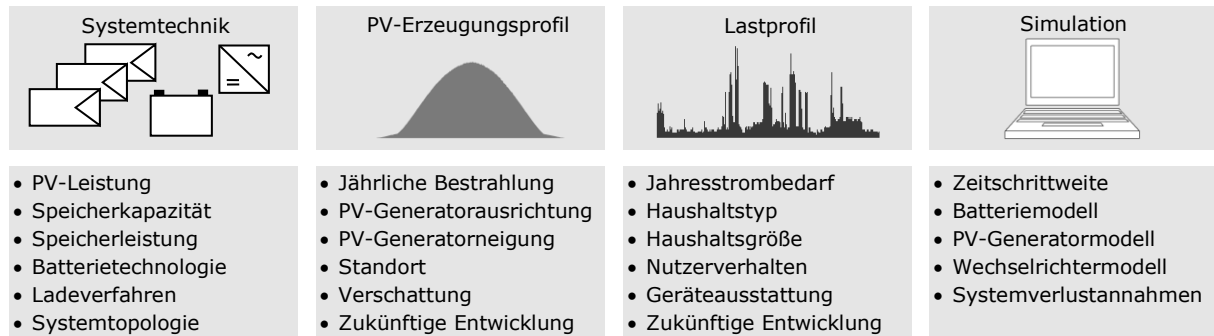 Systemtechnik
~
=
• PV-Leistung
• Speicherkapazität
• Speicherleistung
• Batterietechnologie
• Ladeverfahren
• Systemtopologie
PV-Erzeugungsprofil
• Jährliche Bestrahlung
• PV-Generatorausrichtung
• PV-Generatorneigung
• Standort
• Verschattung
• Zukünftige Entwicklung
Lastprofil
• Jahresstrombedarf
• Haushaltstyp
• Haushaltsgröße
• Nutzerverhalten
• Geräteausstattung
• Zukünftige Entwicklung
Simulation
• Zeitschrittweite
• Batteriemodell
• PV-Generatormodell
• Wechselrichtermodell
• Systemverlustannahmen